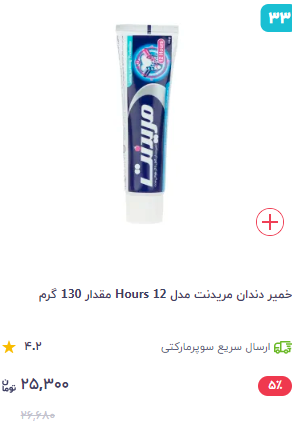 ۳۳
مریدنت
خمیر دندان مریدنت مدل 12 Hours مقدار 130 گرم
ارسال سریع سوپرمارکتی
۴.۲
۵٪
۲۵,۳۰۰ تومان
۲۶,۶۸۰